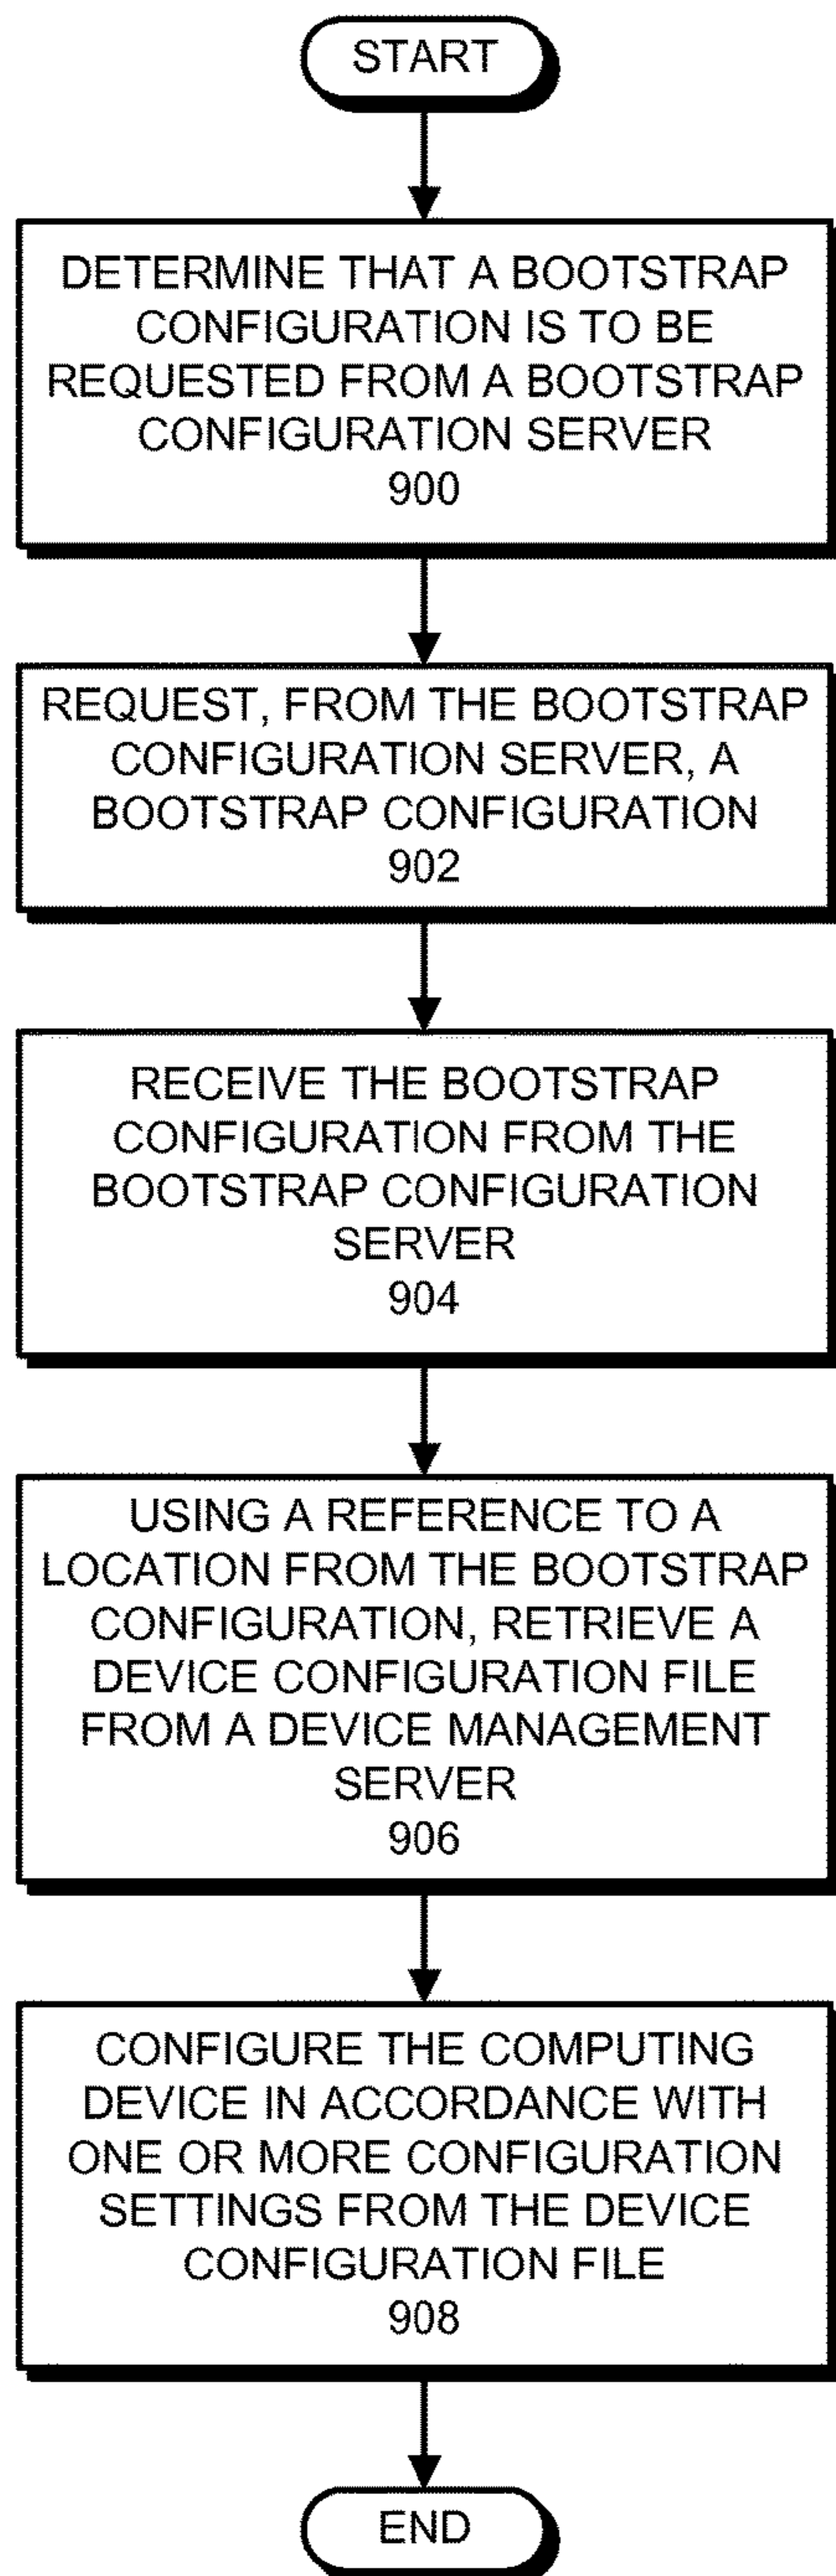 START
DETERMINE THAT A BOOTSTRAP
CONFIGURATION IS TO BE
REQUESTED FROM A BOOTSTRAP
CONFIGURATION SERVER
900
REQUEST, FROM THE BOOTSTRAP
CONFIGURATION SERVER, A
BOOTSTRAP CONFIGURATION
902
RECEIVE THE BOOTSTRAP
CONFIGURATION FROM THE
BOOTSTRAP CONFIGURATION
SERVER
904
USING A REFERENCE TO A
LOCATION FROM THE BOOTSTRAP
CONFIGURATION, RETRIEVE A
DEVICE CONFIGURATION FILE
FROM A DEVICE MANAGEMENT
SERVER
906
CONFIGURE THE COMPUTING
DEVICE IN ACCORDANCE WITH
ONE OR MORE CONFIGURATION
SETTINGS FROM THE DEVICE
CONFIGURATION FILE
908
END